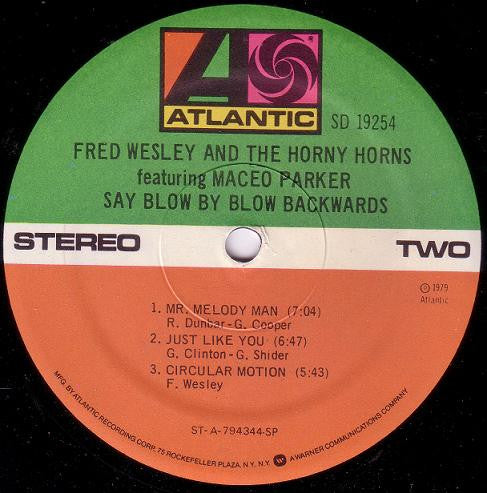 ATLANTIC
SD 19254
FRED WESLEY AND THE HORNY HORNS
featuring MACEO PARKER
SAY BLOW BY BLOW BACKWARDS
STEREO
TWO
℗ 1979
Atlantic
1. MR. MELODY MAN (7:04)
R. Dunbar-G. Cooper
2. JUST LIKE YOU (6:47)
G. Clinton-G. Shider
3. CIRCULAR MOTION (5:43)
F. Wesley
ST-A-794344-SP
MFG. BY ATLANTIC RECORDING CORP. 75 ROCKEFELLER PLAZA, N.Y. N.Y. A WARNER COMMUNICATIONS COMPANY